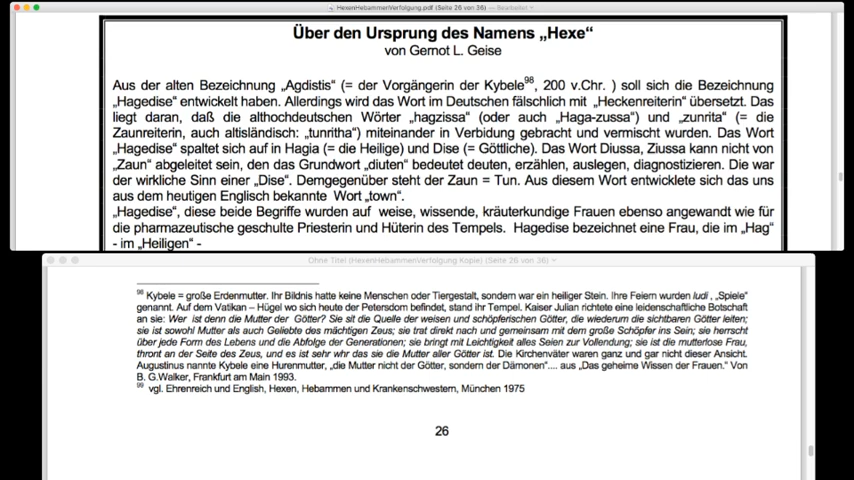 HexenHebammenVerfolgung.pdf (Seite 26 von 36) — Bearbeitet
Über den Ursprung des Namens „Hexe“
von Gernot L. Geise
Aus der alten Bezeichnung „Agdistis“ (= der Vorgängerin der Kybele98, 200 v.Chr. ) soll sich die Bezeichnung
„Hagedise“ entwickelt haben. Allerdings wird das Wort im Deutschen fälschlich mit „Heckenreiterin“ übersetzt. Das
liegt daran, daß die althochdeutschen Wörter „hagzissa“ (oder auch „Haga-zussa“) und „zunrita“ (= die
Zaunreiterin, auch altisländisch: „tunritha“) miteinander in Verbidung gebracht und vermischt wurden. Das Wort
„Hagedise“ spaltet sich auf in Hagia (= die Heilige) und Dise (= Göttliche). Das Wort Diussa, Ziussa kann nicht von
„Zaun“ abgeleitet sein, den das Grundwort „diuten“ bedeutet deuten, erzählen, auslegen, diagnostizieren. Die war
der wirkliche Sinn einer „Dise“. Demgegenüber steht der Zaun = Tun. Aus diesem Wort entwicklete sich das uns
aus dem heutigen Englisch bekannte Wort „town“.
„Hagedise“, diese beide Begriffe wurden auf weise, wissende, kräuterkundige Frauen ebenso angewandt wie für
die pharmazeutische geschulte Priesterin und Hüterin des Tempels. Hagedise bezeichnet eine Frau, die im „Hag“
- im „Heiligen“ -
Ohne Titel (HexenHebammenVerfolgung Kopie) (Seite 26 von 36)
98 Kybele = große Erdenmutter. Ihr Bildnis hatte keine Menschen oder Tiergestalt, sondern war ein heiliger Stein. Ihre Feiern wurden ludi , „Spiele“
genannt. Auf dem Vatikan – Hügel wo sich heute der Petersdom befindet, stand ihr Tempel. Kaiser Julian richtete eine leidenschaftliche Botschaft
an sie: Wer ist denn die Mutter der Götter? Sie sit die Quelle der weisen und schöpferischen Götter, die wiederum die sichtbaren Götter leiten;
sie ist sowohl Mutter als auch Geliebte des mächtigen Zeus; sie trat direkt nach und gemeinsam mit dem große Schöpfer ins Sein; sie herrscht
über jede Form des Lebens und die Abfolge der Generationen; sie bringt mit Leichtigkeit alles Seien zur Vollendung; sie ist die mutterlose Frau,
thront an der Seite des Zeus, und es ist sehr whr das sie die Mutter aller Götter ist. Die Kirchenväter waren ganz und gar nicht dieser Ansicht.
Augustinus nannte Kybele eine Hurenmutter, „die Mutter nicht der Götter, sondern der Dämonen“.... aus „Das geheime Wissen der Frauen.“ Von
B. G.Walker, Frankfurt am Main 1993.
99 vgl. Ehrenreich und English, Hexen, Hebammen und Krankenschwestern, München 1975
26